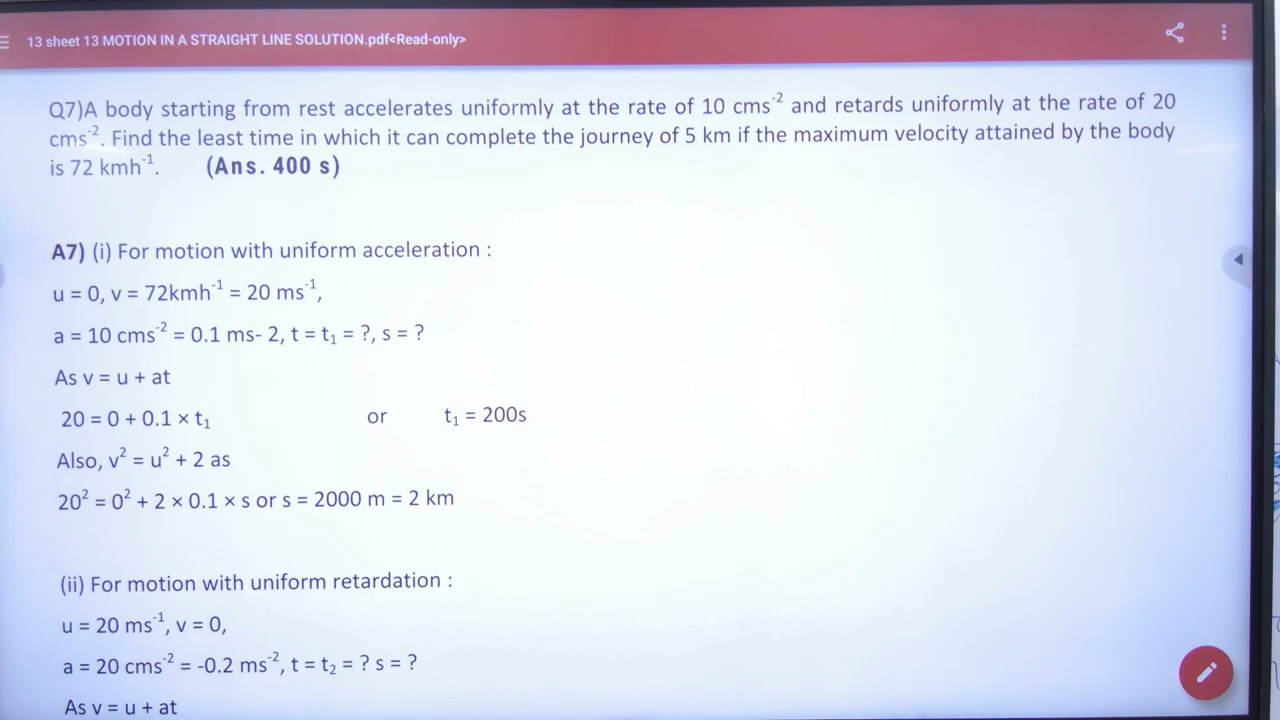 13 sheet 13 MOTION IN A STRAIGHT LINE SOLUTION.pdf<Read-only>
Q7)A body starting from rest accelerates uniformly at the rate of 10 cms⁻² and retards uniformly at the rate of 20
cms⁻². Find the least time in which it can complete the journey of 5 km if the maximum velocity attained by the body
is 72 kmh⁻¹. (Ans. 400 s)
A7) (i) For motion with uniform acceleration :
u = 0, v = 72kmh⁻¹ = 20 ms⁻¹,
a = 10 cms⁻² = 0.1 ms- 2, t = t₁ = ?, s = ?
As v = u + at
20 = 0 + 0.1 × t₁ or t₁ = 200s
Also, v² = u² + 2 as
20² = 0² + 2 × 0.1 × s or s = 2000 m = 2 km
(ii) For motion with uniform retardation :
u = 20 ms⁻¹, v = 0,
a = 20 cms⁻² = -0.2 ms⁻², t = t₂ = ? s = ?
As v = u + at